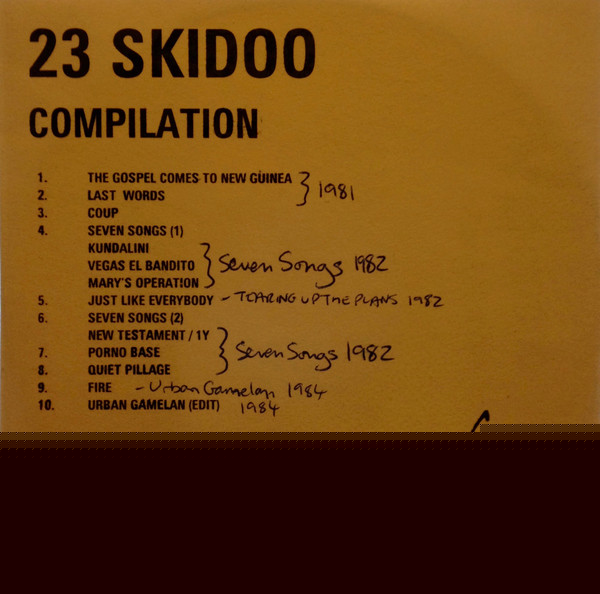 23 SKIDOO
COMPILATION
1. THE GOSPEL COMES TO NEW GUINEA
2. LAST WORDS
1981
3. COUP
4. SEVEN SONGS (1)
KUNDALINI
VEGAS EL BANDITO
MARY'S OPERATION
Seven Songs 1982
5. JUST LIKE EVERYBODY - TEARING UP THE PLANS 1982
6. SEVEN SONGS (2)
NEW TESTAMENT / 1Y
7. PORNO BASE
8. QUIET PILLAGE
Seven Songs 1982
9. FIRE - Urban Gamelan 1984
10. URBAN GAMELAN (EDIT) 1984